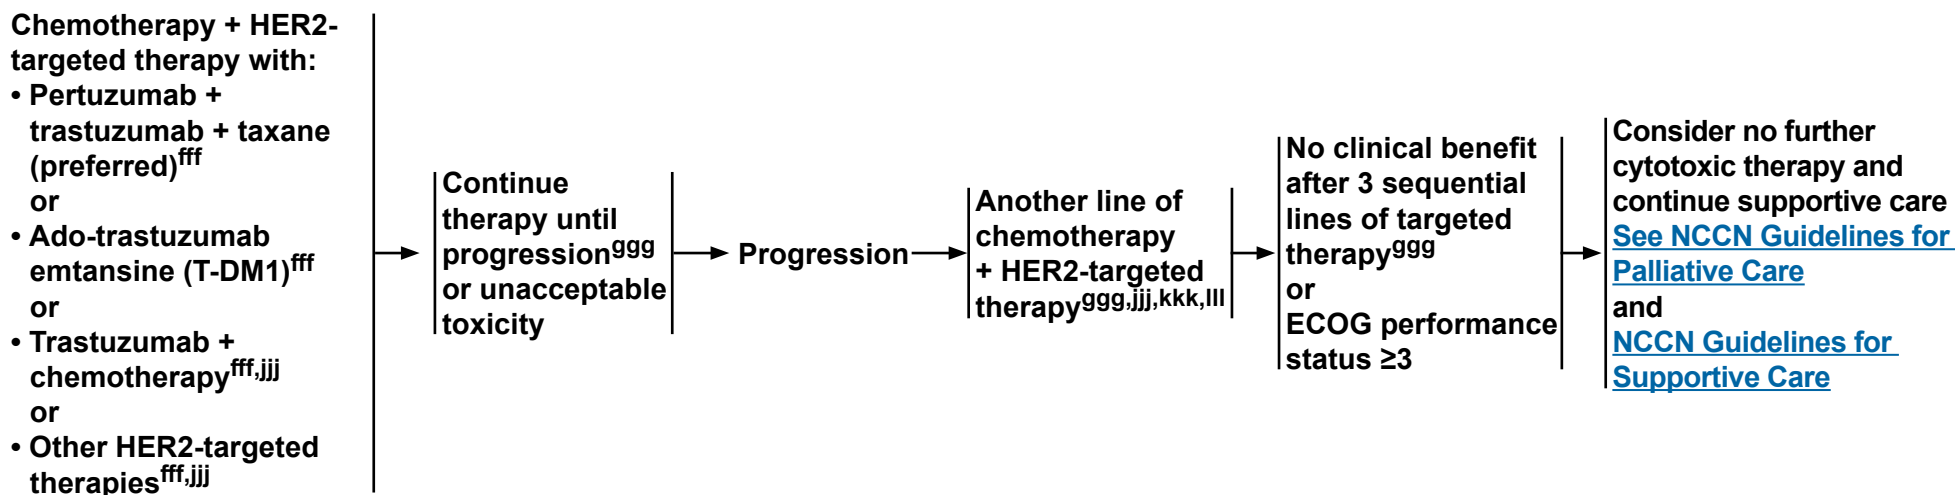 Chemotherapy + HER2-
targeted therapy with:
• Pertuzumab +
trastuzumab + taxane
(preferred)fff
or
• Ado-trastuzumab
emtansine (T-DM1)fff
or
• Trastuzumab +
chemotherapyfff,jjj
or
• Other HER2-targeted
therapiesfff,jjj
Continue
therapy until
progressionggg
or unacceptable
toxicity
Progression
Another line of
chemotherapy
+ HER2-targeted
therapyggg,jjj,kkk,lll
No clinical benefit
after 3 sequential
lines of targeted
therapyggg
or
ECOG performance
status ≥3
Consider no further
cytotoxic therapy and
continue supportive care
See NCCN Guidelines for
Palliative Care
and
NCCN Guidelines for
Supportive Care